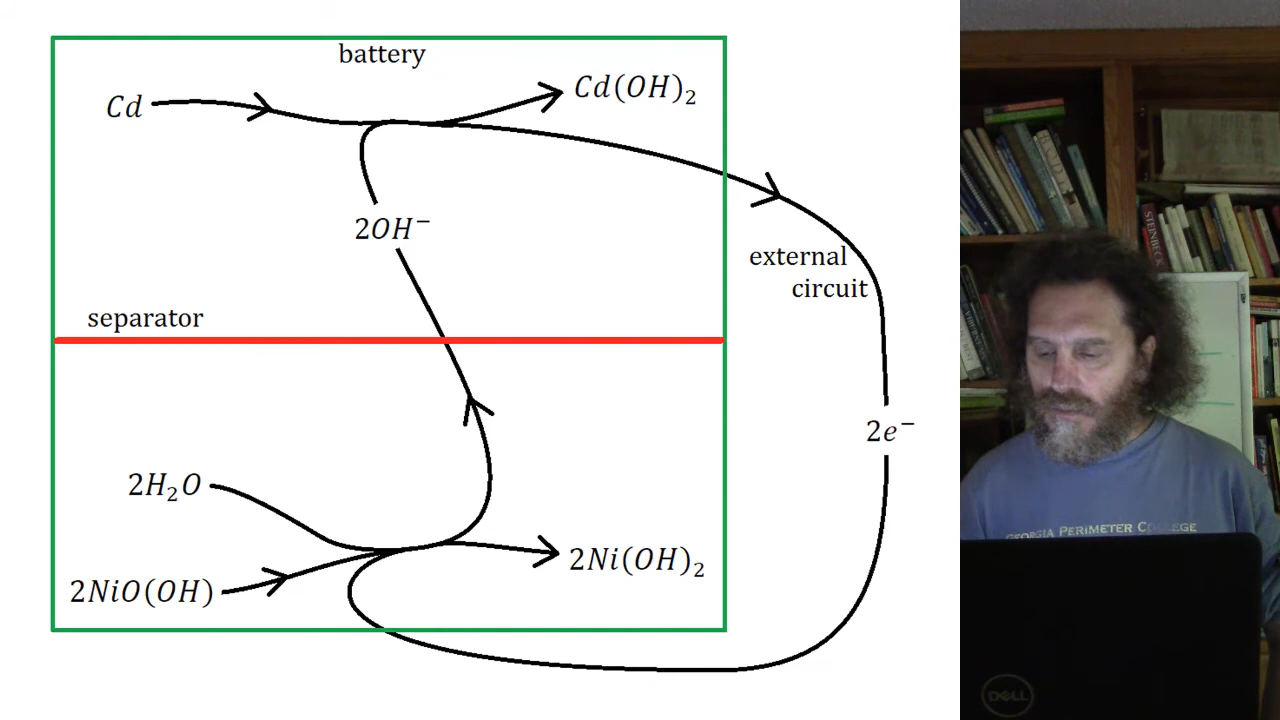 battery
Cd
Cd(OH)₂
2OH⁻
external
circuit
separator
2e⁻
2H₂O
2NiO(OH)
2Ni(OH)₂
STEINBECK
GEORGIA PERIMETER COLLEGE
DELL